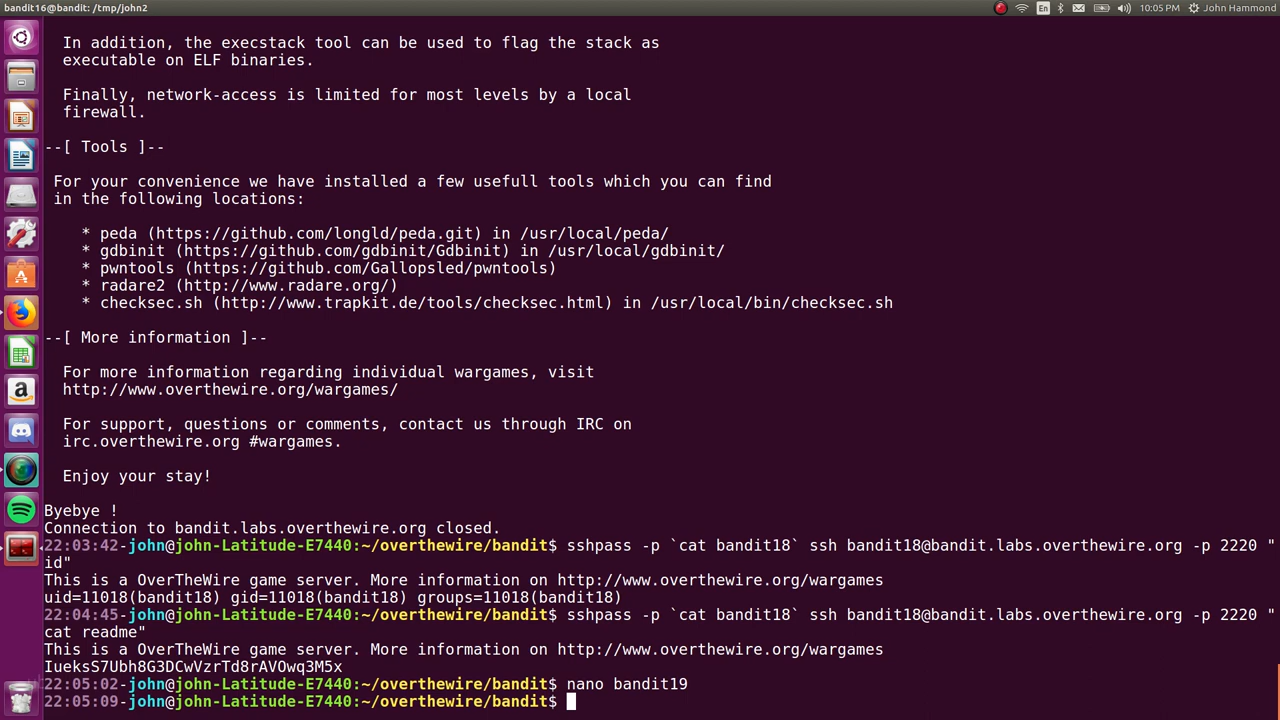 bandit16@bandit: /tmp/john2
En
10:05 PM
John Hammond
In addition, the execstack tool can be used to flag the stack as
executable on ELF binaries.
Finally, network-access is limited for most levels by a local
firewall.
--[ Tools ]--
For your convenience we have installed a few usefull tools which you can find
in the following locations:
* peda (https://github.com/longld/peda.git) in /usr/local/peda/
* gdbinit (https://github.com/gdbinit/Gdbinit) in /usr/local/gdbinit/
* pwntools (https://github.com/Gallopsled/pwntools)
* radare2 (http://www.radare.org/)
* checksec.sh (http://www.trapkit.de/tools/checksec.html) in /usr/local/bin/checksec.sh
--[ More information ]--
For more information regarding individual wargames, visit
http://www.overthewire.org/wargames/
For support, questions or comments, contact us through IRC on
irc.overthewire.org #wargames.
Enjoy your stay!
Byebye !
Connection to bandit.labs.overthewire.org closed.
22:03:42-john@john-Latitude-E7440:~/overthewire/bandit$ sshpass -p `cat bandit18` ssh bandit18@bandit.labs.overthewire.org -p 2220 "
id"
This is a OverTheWire game server. More information on http://www.overthewire.org/wargames
uid=11018(bandit18) gid=11018(bandit18) groups=11018(bandit18)
22:04:45-john@john-Latitude-E7440:~/overthewire/bandit$ sshpass -p `cat bandit18` ssh bandit18@bandit.labs.overthewire.org -p 2220 "
cat readme"
This is a OverTheWire game server. More information on http://www.overthewire.org/wargames
IueksS7Ubh8G3DCwVzrTd8rAVOwq3M5x
22:05:02-john@john-Latitude-E7440:~/overthewire/bandit$ nano bandit19
22:05:09-john@john-Latitude-E7440:~/overthewire/bandit$